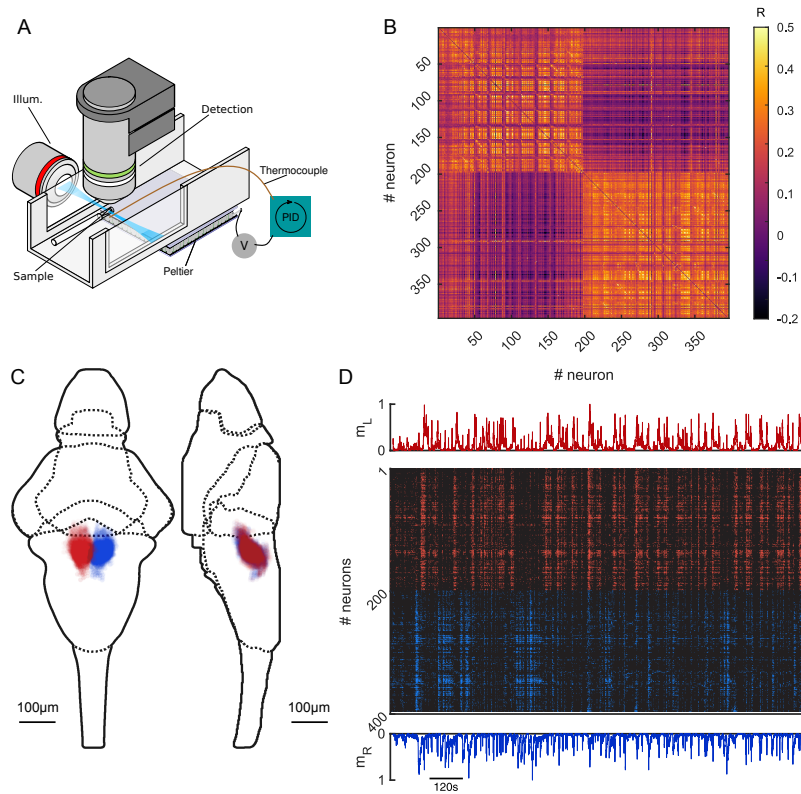 A
Illum.
Detection
Thermocouple
PID
V
Sample
Peltier
B
R
50
100
150
200
250
300
350
# neuron
50
100
150
200
250
300
350
# neuron
0.5
0.4
0.3
0.2
0.1
0
-0.1
-0.2
C
100µm
100µm
D
1
0
m_L
1
200
400
# neurons
0
1
m_R
120s